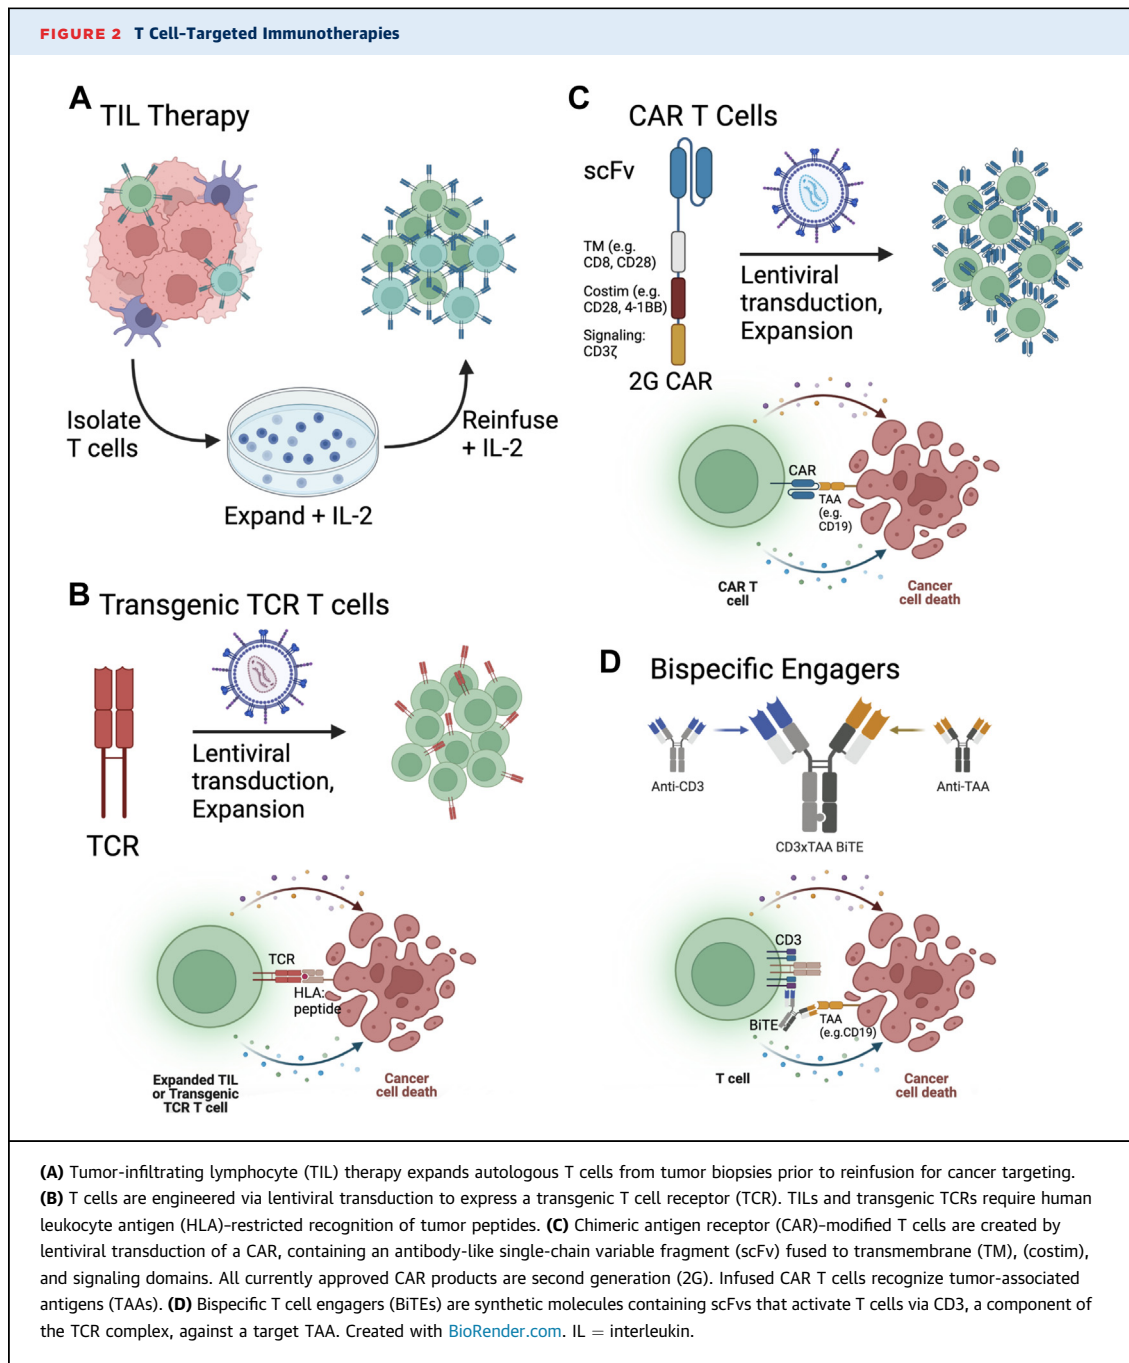 FIGURE 2 T Cell-Targeted Immunotherapies
A TIL Therapy
Isolate
T cells
Expand + IL-2
Reinfuse
+ IL-2
B Transgenic TCR T cells
TCR
Lentiviral
transduction,
Expansion
TCR
HLA:
peptide
Expanded TIL
or Transgenic
TCR T cell
Cancer
cell death
C CAR T Cells
scFv
TM (e.g.
CD8, CD28)
Costim (e.g.
CD28, 4-1BB)
Signaling:
CD3ζ
2G CAR
Lentiviral
transduction,
Expansion
CAR
TAA
(e.g.
CD19)
CAR T
cell
Cancer
cell death
D Bispecific Engagers
Anti-CD3
Anti-TAA
CD3xTAA BiTE
CD3
BiTE
TAA
(e.g.CD19)
T cell
Cancer
cell death
(A) Tumor-infiltrating lymphocyte (TIL) therapy expands autologous T cells from tumor biopsies prior to reinfusion for cancer targeting.
(B) T cells are engineered via lentiviral transduction to express a transgenic T cell receptor (TCR). TILs and transgenic TCRs require human
leukocyte antigen (HLA)-restricted recognition of tumor peptides. (C) Chimeric antigen receptor (CAR)-modified T cells are created by
lentiviral transduction of a CAR, containing an antibody-like single-chain variable fragment (scFv) fused to transmembrane (TM), (costim),
and signaling domains. All currently approved CAR products are second generation (2G). Infused CAR T cells recognize tumor-associated
antigens (TAAs). (D) Bispecific T cell engagers (BiTEs) are synthetic molecules containing scFvs that activate T cells via CD3, a component of
the TCR complex, against a target TAA. Created with BioRender.com. IL = interleukin.